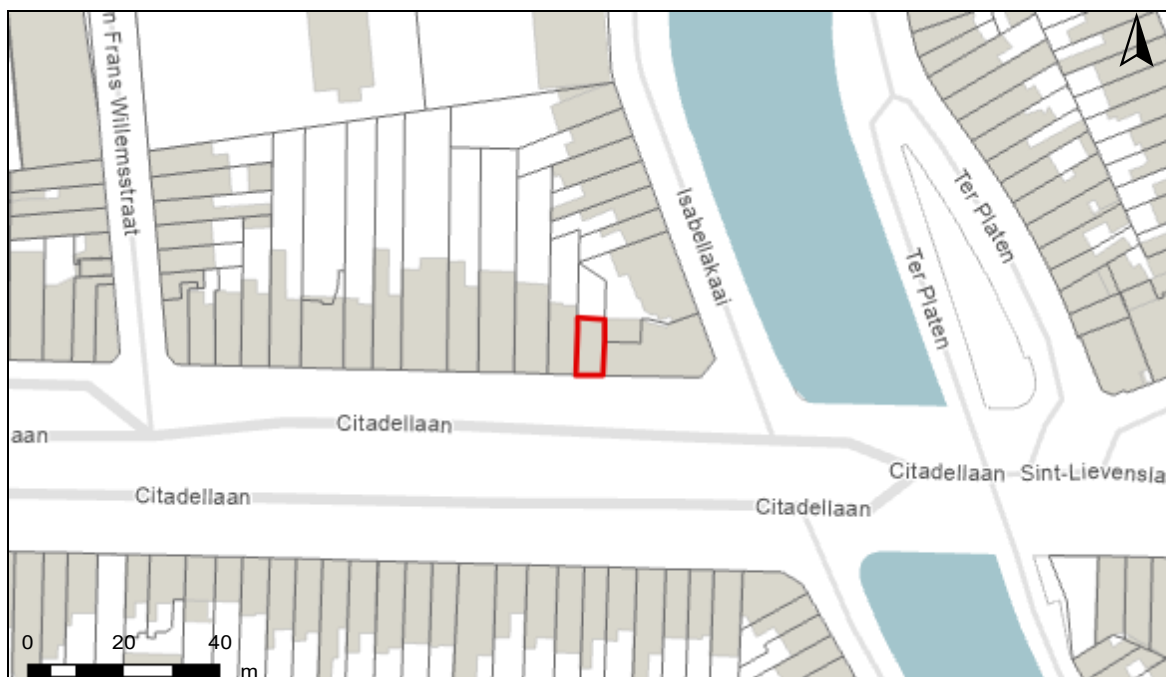 n Frans Willemsstraat
Isabellakaai
Ter Platen
Ter Platen
Citadellaan
aan
Citadellaan
Citadellaan
Citadellaan
Sint-Lievensla
0 20 40
m